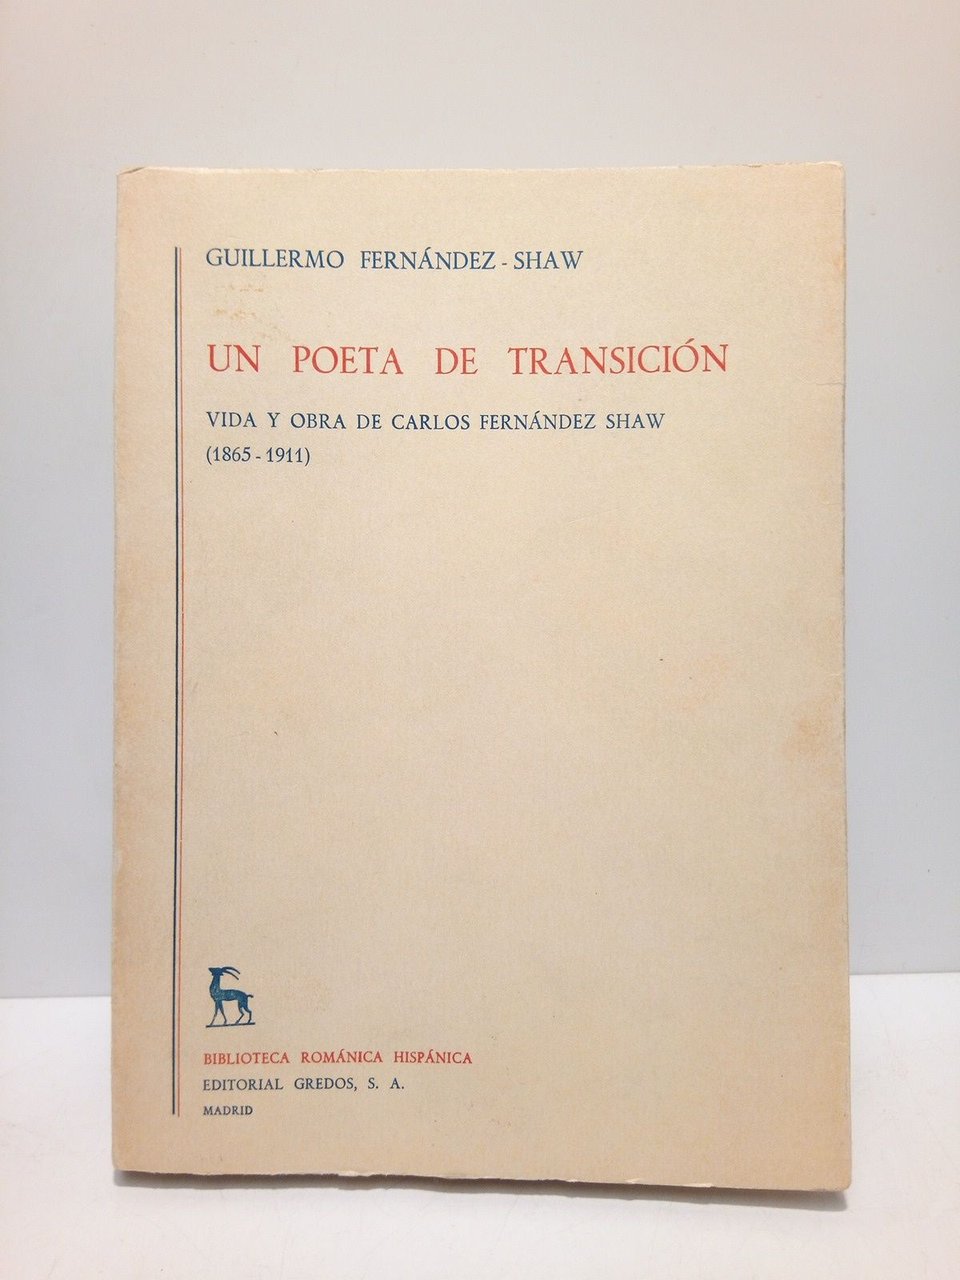 GUILLERMO FERNÁNDEZ - SHAW
UN POETA DE TRANSICIÓN
VIDA Y OBRA DE CARLOS FERNÁNDEZ SHAW
(1865 - 1911)
BIBLIOTECA ROMÁNICA HISPÁNICA
EDITORIAL GREDOS, S. A.
MADRID